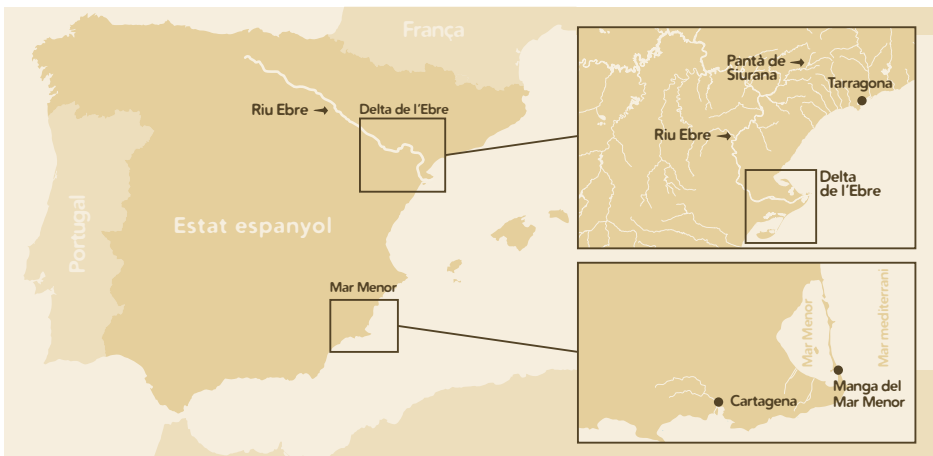 França
Riu Ebre
Delta de l'Ebre
Portugal
Estat espanyol
Mar Menor
Pantà de
Siurana
Tarragona
Riu Ebre
Delta
de l'Ebre
Mar Menor
Mar mediterrani
Cartagena
Manga del
Mar Menor